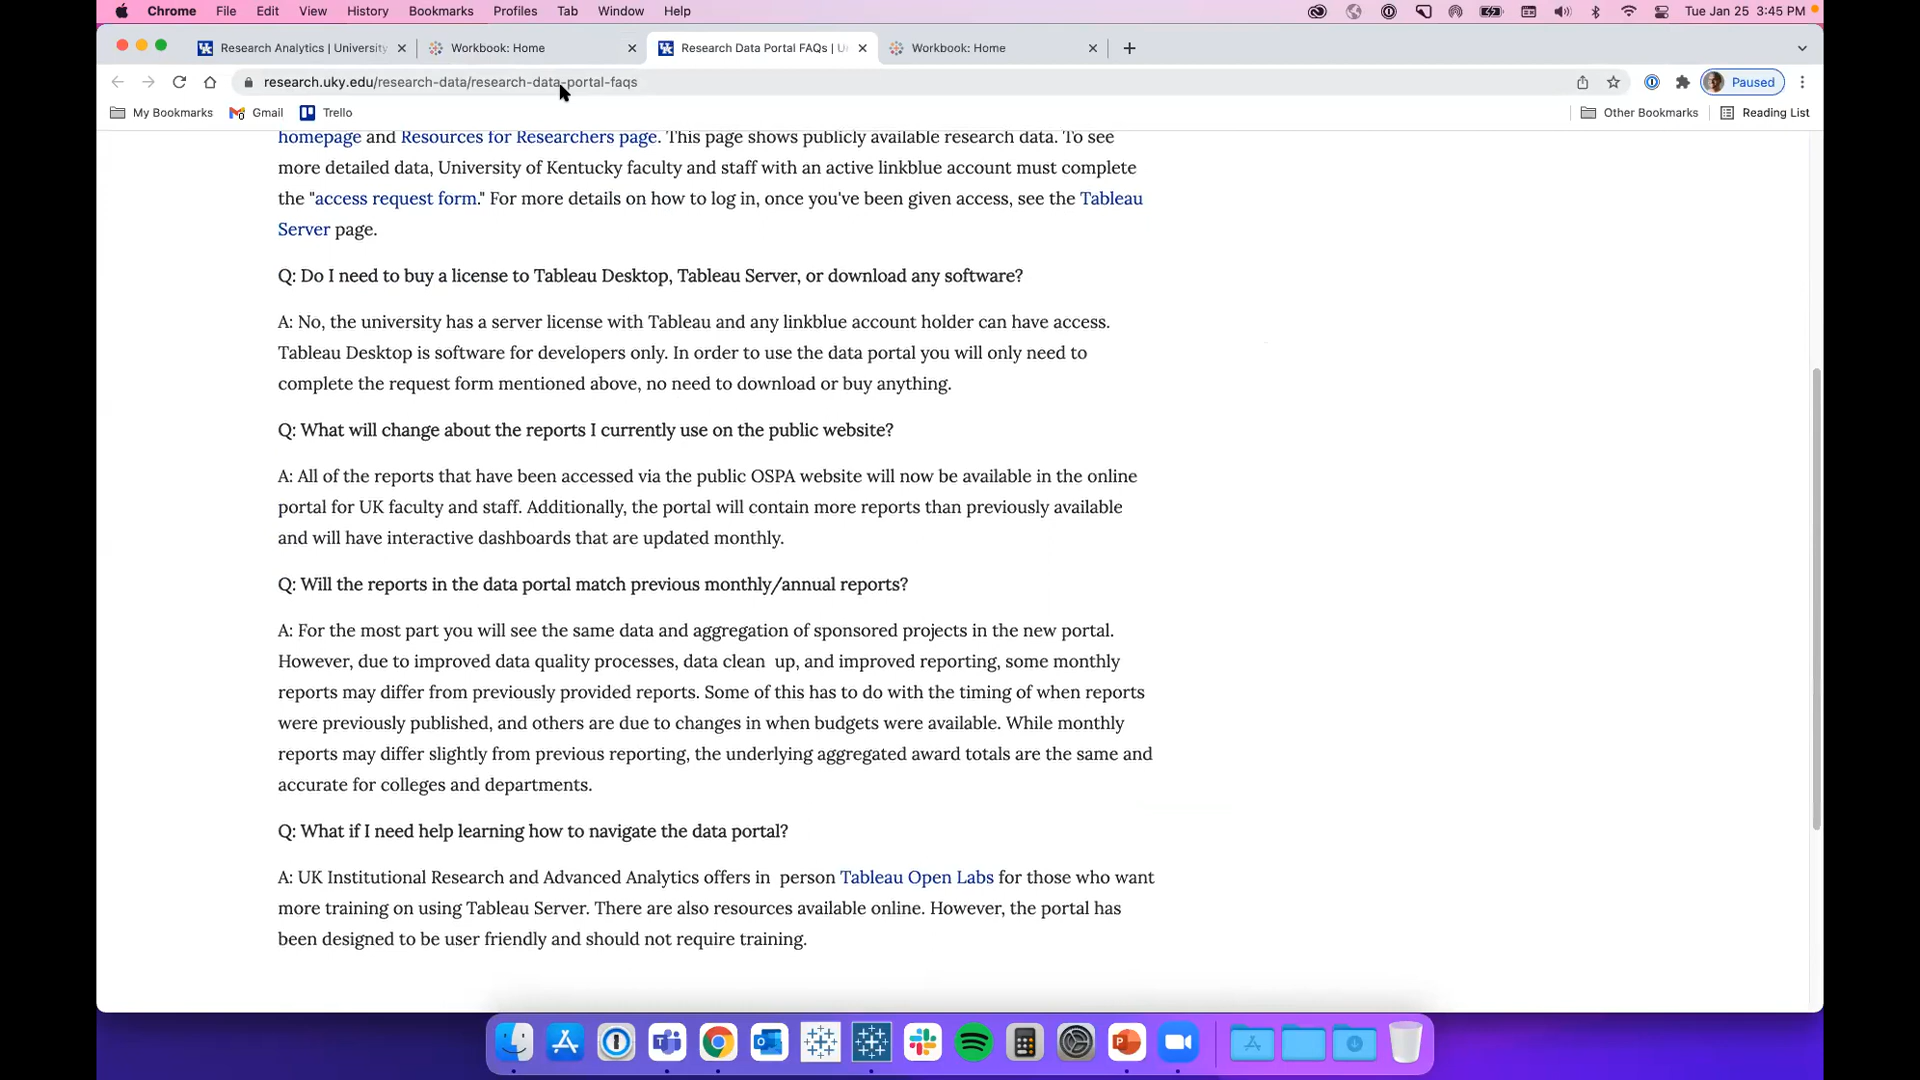 Chrome File Edit View History Bookmarks Profiles Tab Window Help Tue Jan 25 3:45 PM
Research Analytics | University Workbook: Home Research Data Portal FAQs | U Workbook: Home
research.uky.edu/research-data/research-data-portal-faqs Paused
My Bookmarks Gmail Trello Other Bookmarks Reading List
homepage and Resources for Researchers page. This page shows publicly available research data. To see
more detailed data, University of Kentucky faculty and staff with an active linkblue account must complete
the "access request form." For more details on how to log in, once you've been given access, see the Tableau
Server page.
Q: Do I need to buy a license to Tableau Desktop, Tableau Server, or download any software?
A: No, the university has a server license with Tableau and any linkblue account holder can have access.
Tableau Desktop is software for developers only. In order to use the data portal you will only need to
complete the request form mentioned above, no need to download or buy anything.
Q: What will change about the reports I currently use on the public website?
A: All of the reports that have been accessed via the public OSPA website will now be available in the online
portal for UK faculty and staff. Additionally, the portal will contain more reports than previously available
and will have interactive dashboards that are updated monthly.
Q: Will the reports in the data portal match previous monthly/annual reports?
A: For the most part you will see the same data and aggregation of sponsored projects in the new portal.
However, due to improved data quality processes, data clean up, and improved reporting, some monthly
reports may differ from previously provided reports. Some of this has to do with the timing of when reports
were previously published, and others are due to changes in when budgets were available. While monthly
reports may differ slightly from previous reporting, the underlying aggregated award totals are the same and
accurate for colleges and departments.
Q: What if I need help learning how to navigate the data portal?
A: UK Institutional Research and Advanced Analytics offers in person Tableau Open Labs for those who want
more training on using Tableau Server. There are also resources available online. However, the portal has
been designed to be user friendly and should not require training.